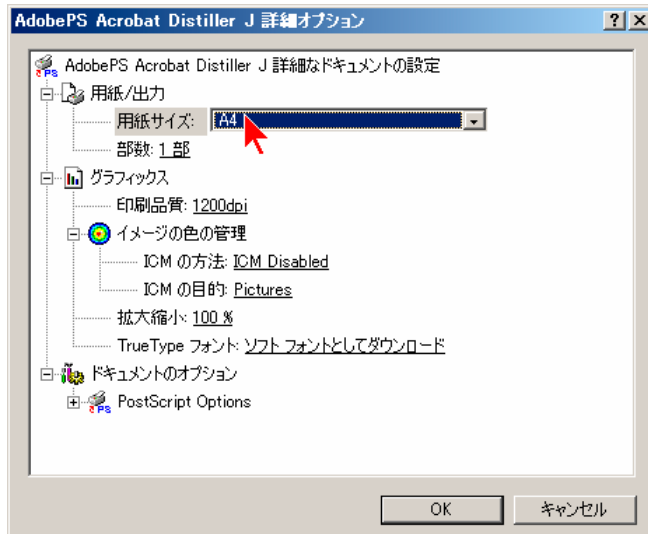 AdobePS Acrobat Distiller J 詳細オプション
AdobePS Acrobat Distiller J 詳細なドキュメントの設定
用紙/出力
用紙サイズ: A4
部数: 1 部
グラフィックス
印刷品質: 1200dpi
イメージの色の管理
ICM の方法: ICM Disabled
ICM の目的: Pictures
拡大縮小: 100 %
TrueType フォント: ソフト フォントとしてダウンロード
ドキュメントのオプション
PostScript Options
OK キャンセル